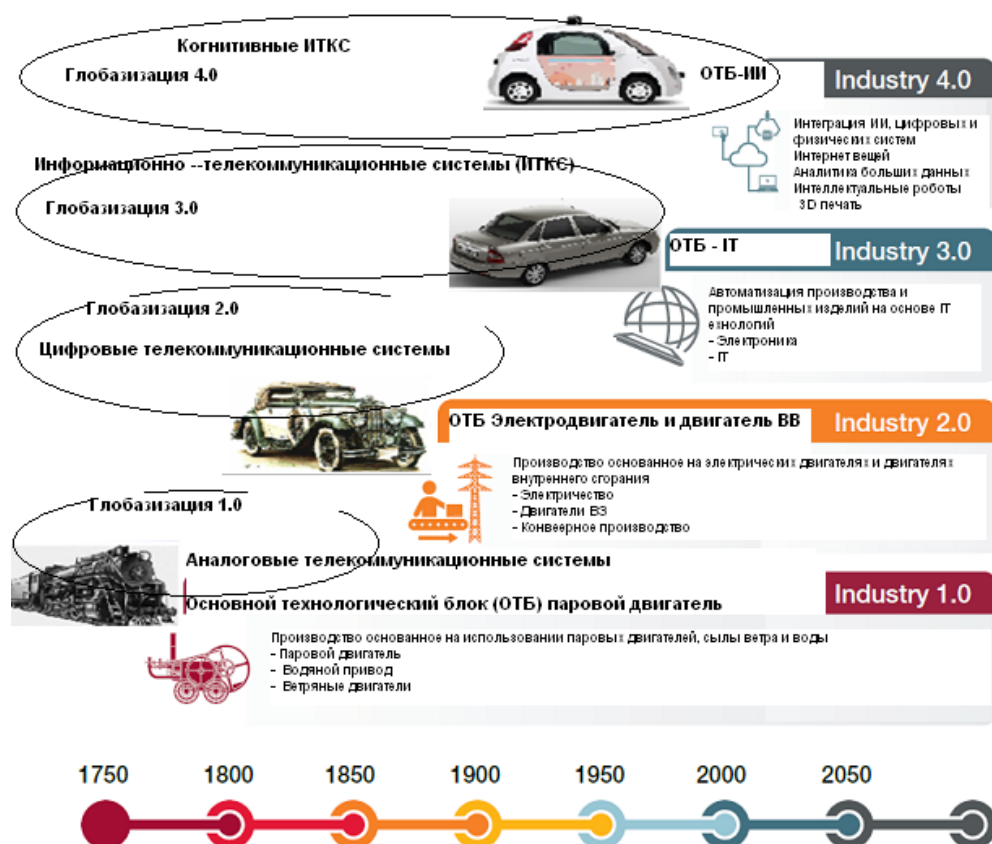 Когнитивные ИТКС
Глобазизация 4.0
ОТБ-ИИ
Industry 4.0
Интеграция ИИ, цифровых и
физических систем
Интернет вещей
Аналитика больших данных
Интеллектуальные роботы
3D печать
Информационно --телекоммуникационные системы (ИТКС)
Глобазизация 3.0
ОТБ - IT
Industry 3.0
Автоматизация производства и
промышленных изделий на основе IT
ехнологий
- Электроника
- IT
Глобазизация 2.0
Цифровые телекоммуникационные системы
ОТБ Электродвигатель и двигатель ВВ
Industry 2.0
Производство основанное на электрических двигателях и двигателях
внутреннего сгорания
- Электричество
- Двигатели ВЗ
- Конвеерное производство
Глобазизация 1.0
Аналоговые телекоммуникационные системы
Основной технологический блок (ОТБ) паровой двигатель
Industry 1.0
Производство основанное на использовании паровых двигателей, сылы ветра и воды
- Паровой двигатель
- Водяной привод
- Ветряные двигатели
1750 1800 1850 1900 1950 2000 2050